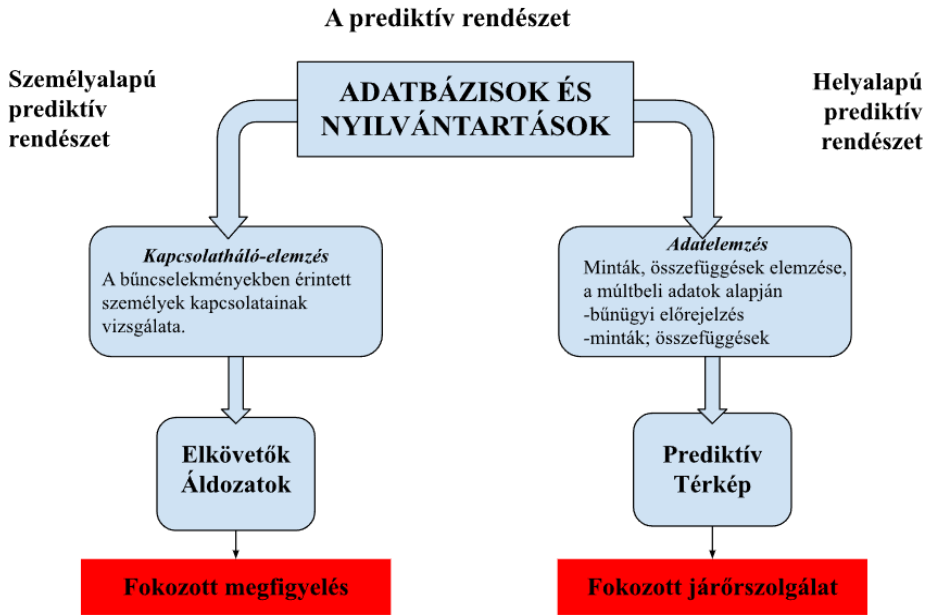 A prediktív rendészet
Személyalapú
prediktív
rendészet
ADATBÁZISOK ÉS
NYILVÁNTARTÁSOK
Helyalapú
prediktív
rendészet
Kapcsolatháló-elemzés
A bűncselekményekben érintett
személyek kapcsolatainak
vizsgálata.
Adatelemzés
Minták, összefüggések elemzése,
a múltbeli adatok alapján
-bűnügyi előrejelzés
-minták; összefüggések
Elkövetők
Áldozatok
Prediktív
Térkép
Fokozott megfigyelés
Fokozott járőrszolgálat